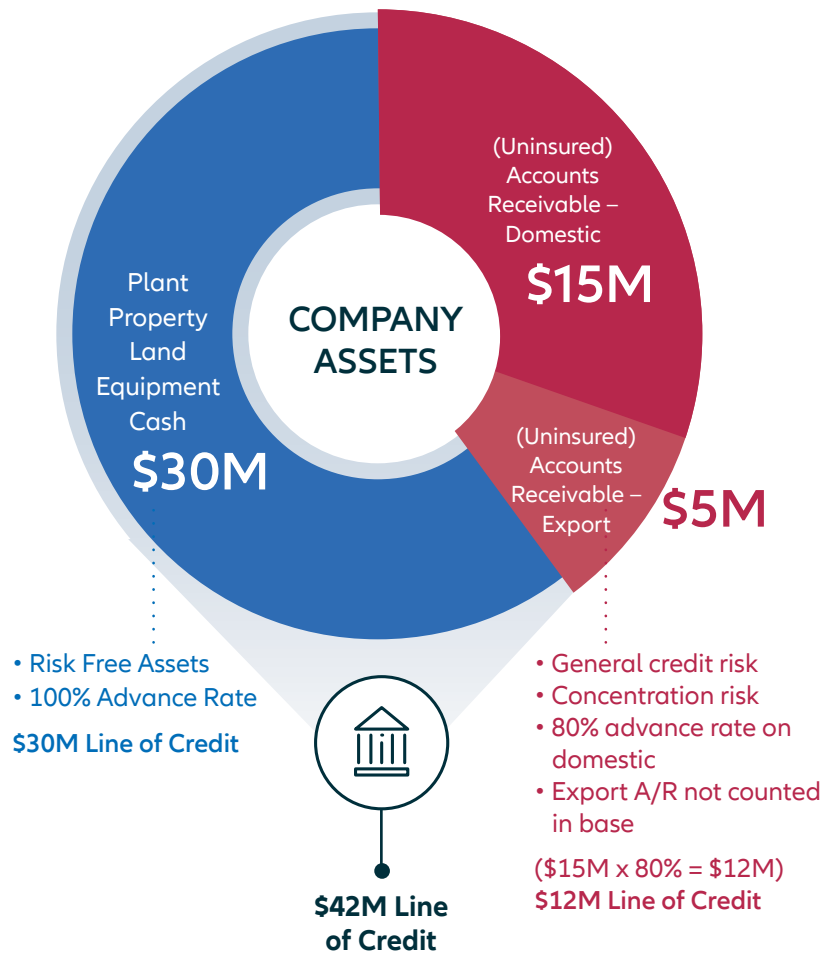 (Uninsured)
Accounts
Receivable –
Domestic
$15M
Plant
Property
Land
Equipment
Cash
$30M
COMPANY
ASSETS
(Uninsured)
Accounts
Receivable –
Export
$5M
• Risk Free Assets
• 100% Advance Rate
$30M Line of Credit
• General credit risk
• Concentration risk
• 80% advance rate on
domestic
• Export A/R not counted
in base
($15M x 80% = $12M)
$12M Line of Credit
$42M Line
of Credit